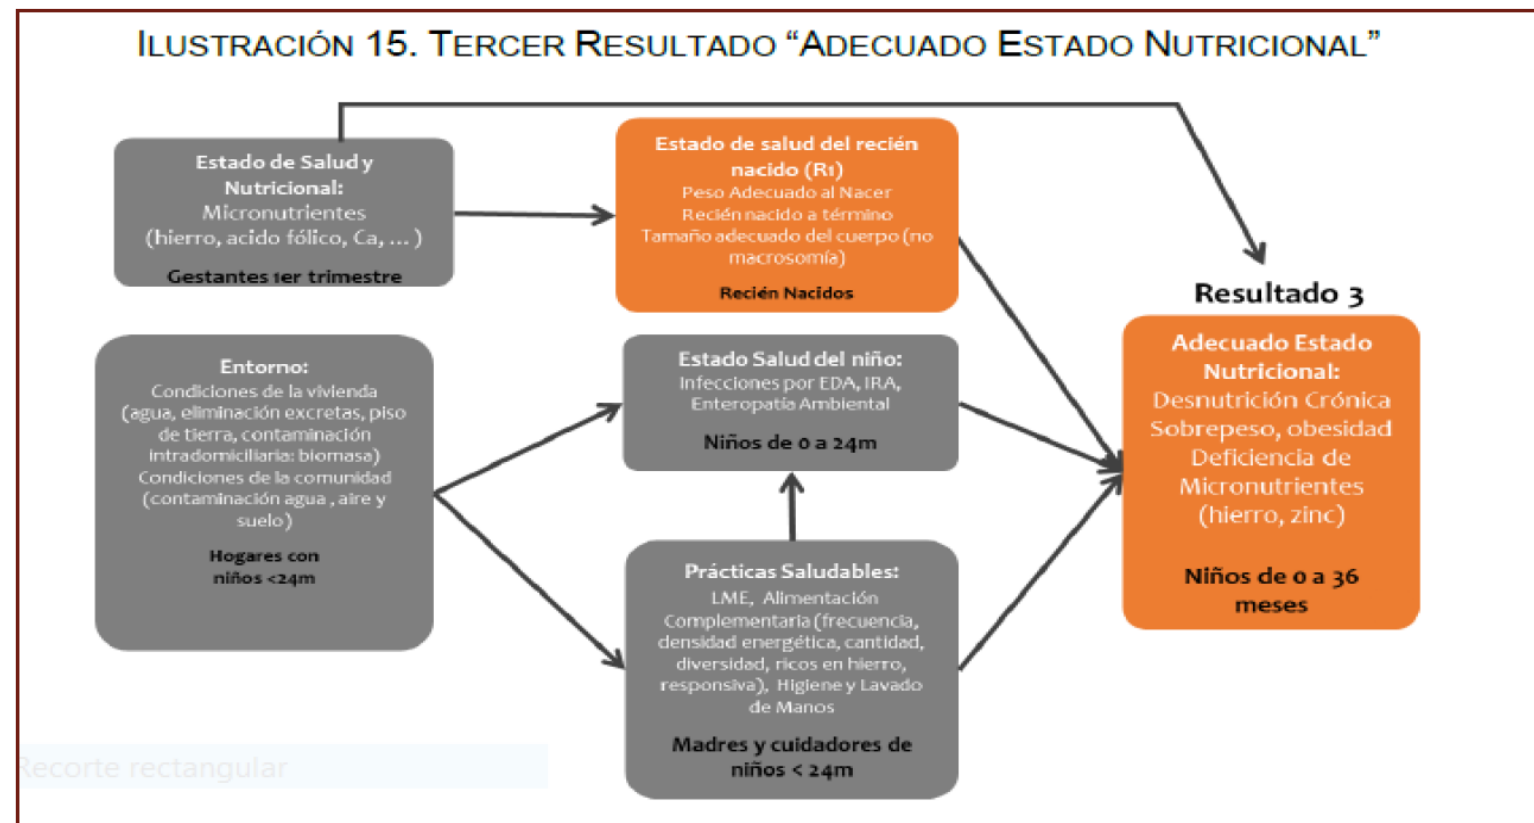 ILUSTRACIÓN 15. TERCER RESULTADO “ADECUADO ESTADO NUTRICIONAL”
Estado de Salud y
Nutricional:
Micronutrientes
(hierro, acido fólico, Ca, ... )
Gestantes 1er trimestre
Estado de salud del recién
nacido (R1)
Peso Adecuado al Nacer
Recién nacido a término
Tamaño adecuado del cuerpo (no
macrosomía)
Recién Nacidos
Entorno:
Condiciones de la vivienda
(agua, eliminación excretas, piso
de tierra, contaminación
intradomiciliaria: biomasa)
Condiciones de la comunidad
(contaminación agua , aire y
suelo)
Hogares con
niños <24m
Estado Salud del niño:
Infecciones por EDA, IRA,
Enteropatía Ambiental
Niños de 0 a 24m
Prácticas Saludables:
LME, Alimentación
Complementaria (frecuencia,
densidad energética, cantidad,
diversidad, ricos en hierro,
responsiva), Higiene y Lavado
de Manos
Madres y cuidadores de
niños < 24m
Resultado 3
Adecuado Estado
Nutricional:
Desnutrición Crónica
Sobrepeso, obesidad
Deficiencia de
Micronutrientes
(hierro, zinc)
Niños de 0 a 36
meses
Recorte rectangular